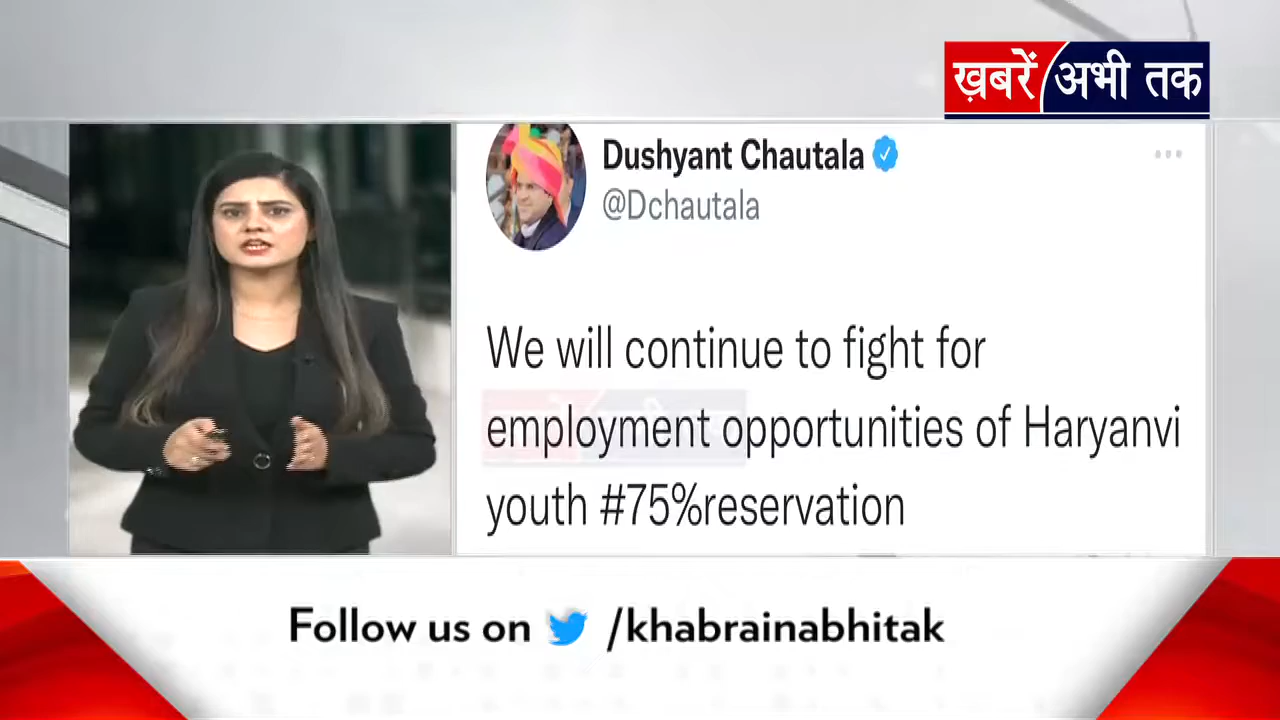 ख़बरें अभी तक
Dushyant Chautala
@Dchautala
We will continue to fight for
employment opportunities of Haryanvi
youth #75%reservation
Follow us on /khabrainabhitak